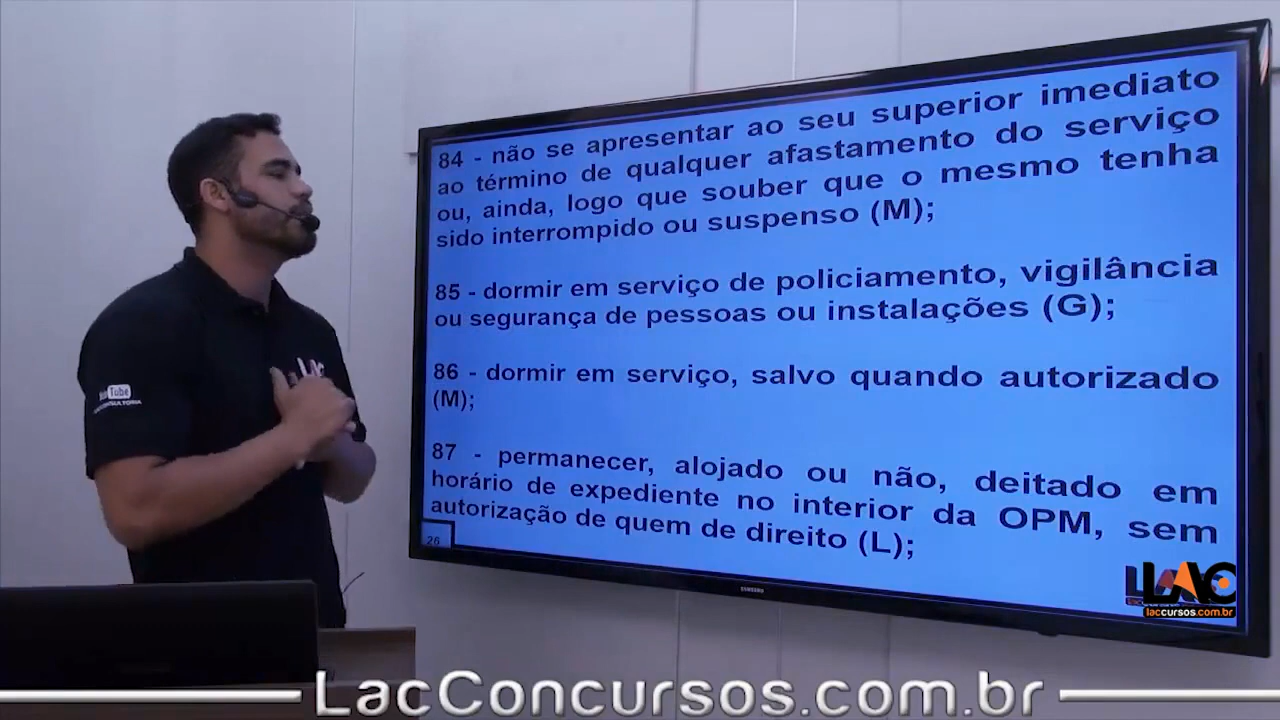 84 - não se apresentar ao seu superior imediato
ao término de qualquer afastamento do serviço
ou, ainda, logo que souber que o mesmo tenha
sido interrompido ou suspenso (M);
85 - dormir em serviço de policiamento, vigilância
ou segurança de pessoas ou instalações (G);
86 - dormir em serviço, salvo quando autorizado
(M);
87 - permanecer, alojado ou não, deitado em
horário de expediente no interior da OPM, sem
autorização de quem de direito (L);
26
LAC
laccursos.com.br
SAMSUNG
LAC
Tube
LacConcursos.com.br